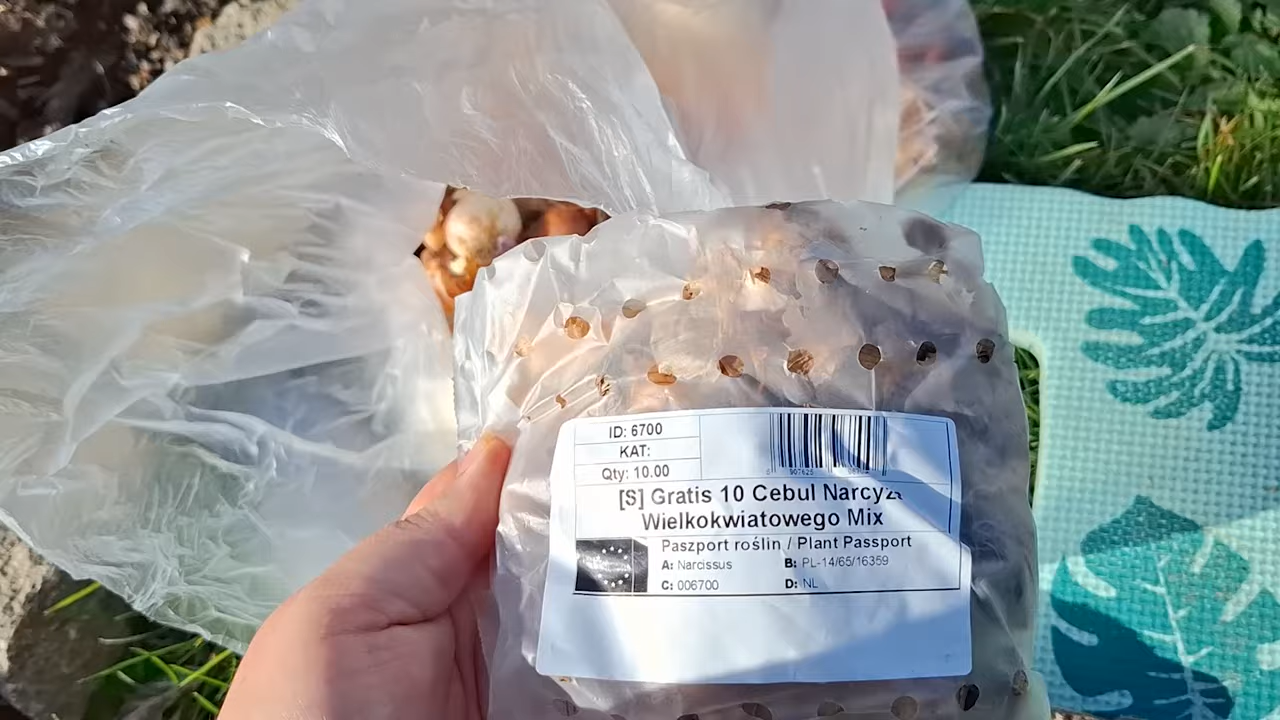 ID: 6700
KAT:
Qty: 10.00
[S] Gratis 10 Cebul Narcyza
Wielkokwiatowego Mix
Paszport roślin / Plant Passport
A: Narcissus
B: PL-14/65/16359
C: 006700
D: NL